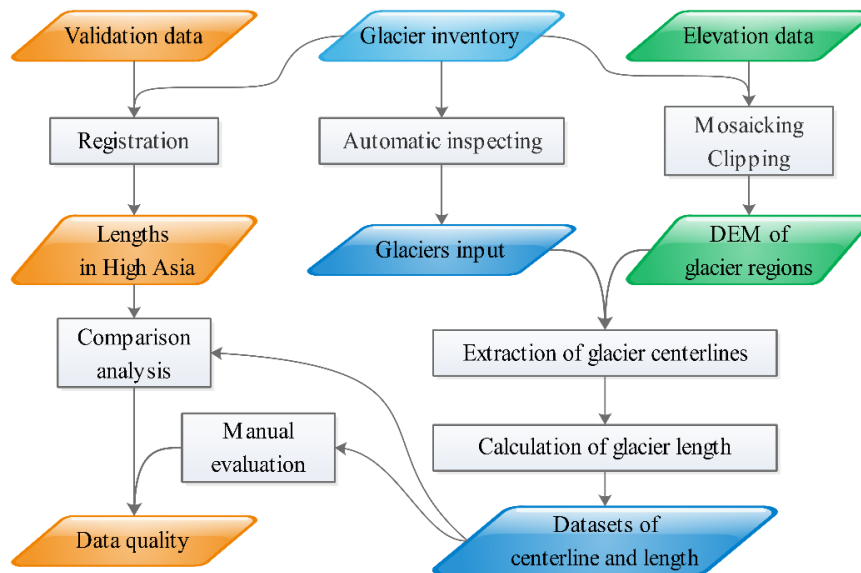 Validation data
Glacier inventory
Elevation data
Registration
Automatic inspecting
Mosaicking
Clipping
Lengths
in High Asia
Glaciers input
DEM of
glacier regions
Comparison
analysis
Extraction of glacier centerlines
Manual
evaluation
Calculation of glacier length
Data quality
Datasets of
centerline and length